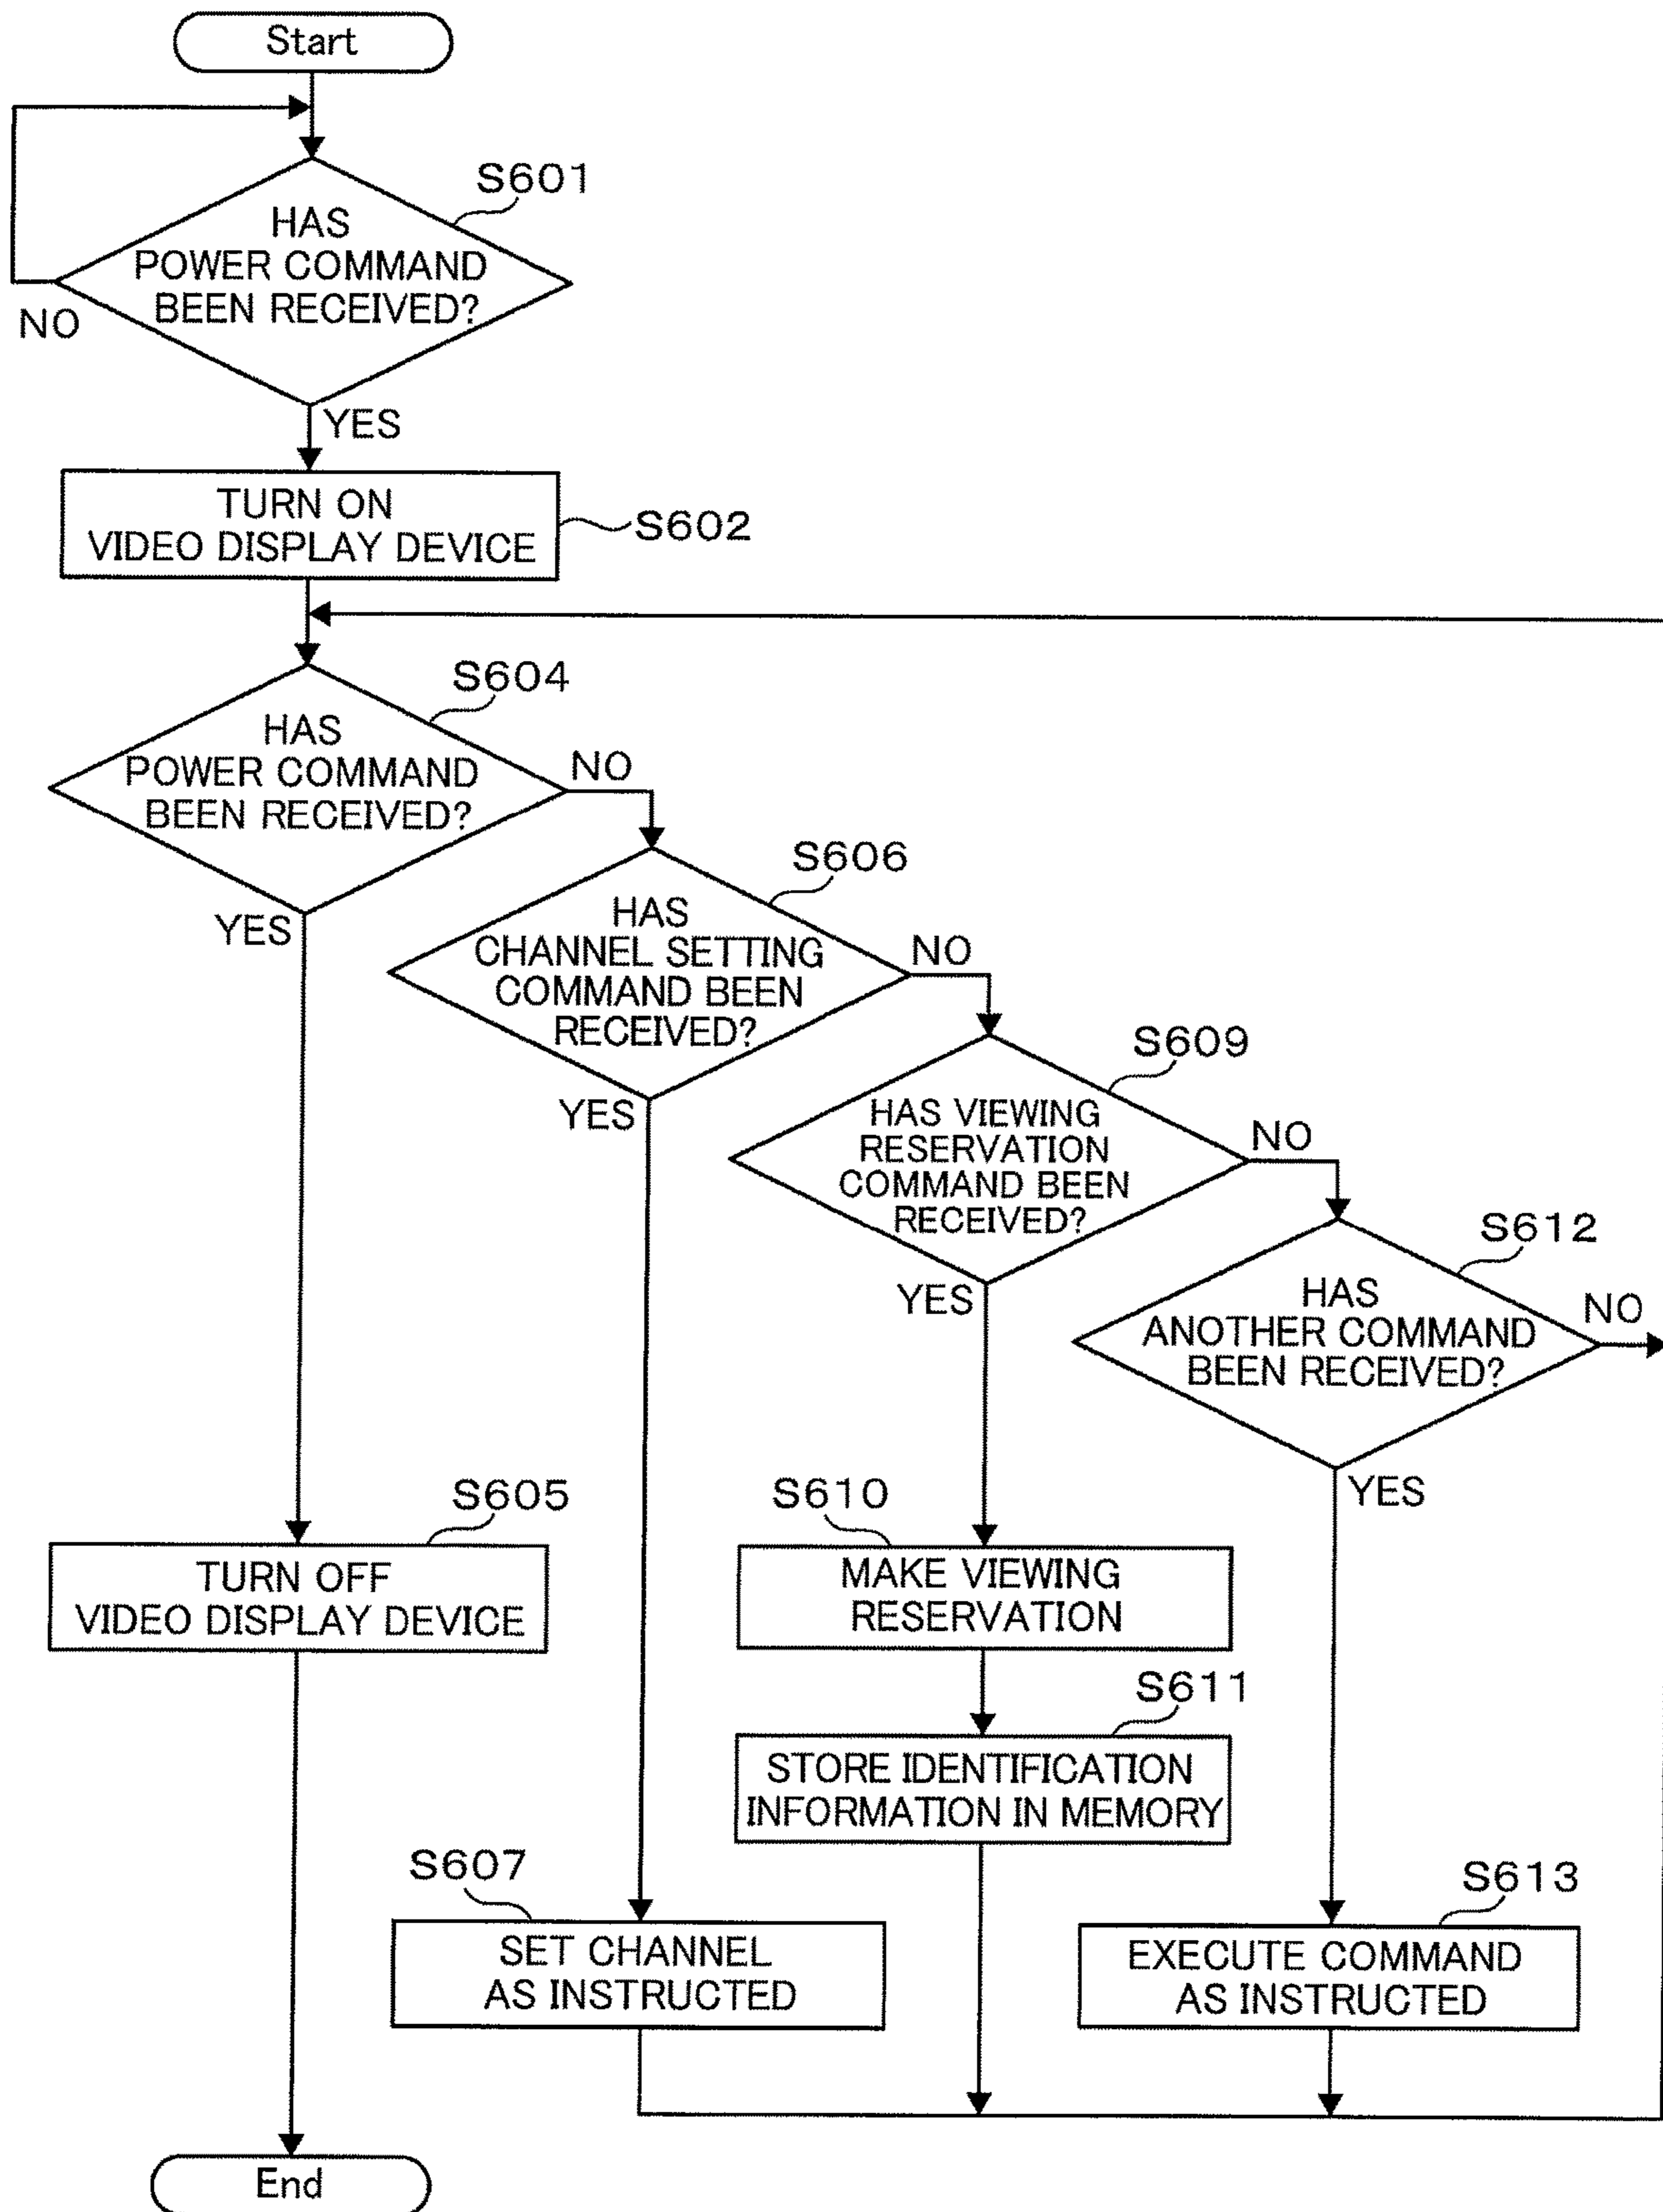 Start
S601
HAS
POWER COMMAND
BEEN RECEIVED?
NO
YES
TURN ON
VIDEO DISPLAY DEVICE
S602
S604
HAS
POWER COMMAND
BEEN RECEIVED?
NO
YES
S606
HAS
CHANNEL SETTING
COMMAND BEEN
RECEIVED?
NO
YES
S609
HAS VIEWING
RESERVATION
COMMAND BEEN
RECEIVED?
NO
YES
S612
HAS
ANOTHER COMMAND
BEEN RECEIVED?
NO
YES
S605
TURN OFF
VIDEO DISPLAY DEVICE
S610
MAKE VIEWING
RESERVATION
S611
STORE IDENTIFICATION
INFORMATION IN MEMORY
S607
SET CHANNEL
AS INSTRUCTED
S613
EXECUTE COMMAND
AS INSTRUCTED
End